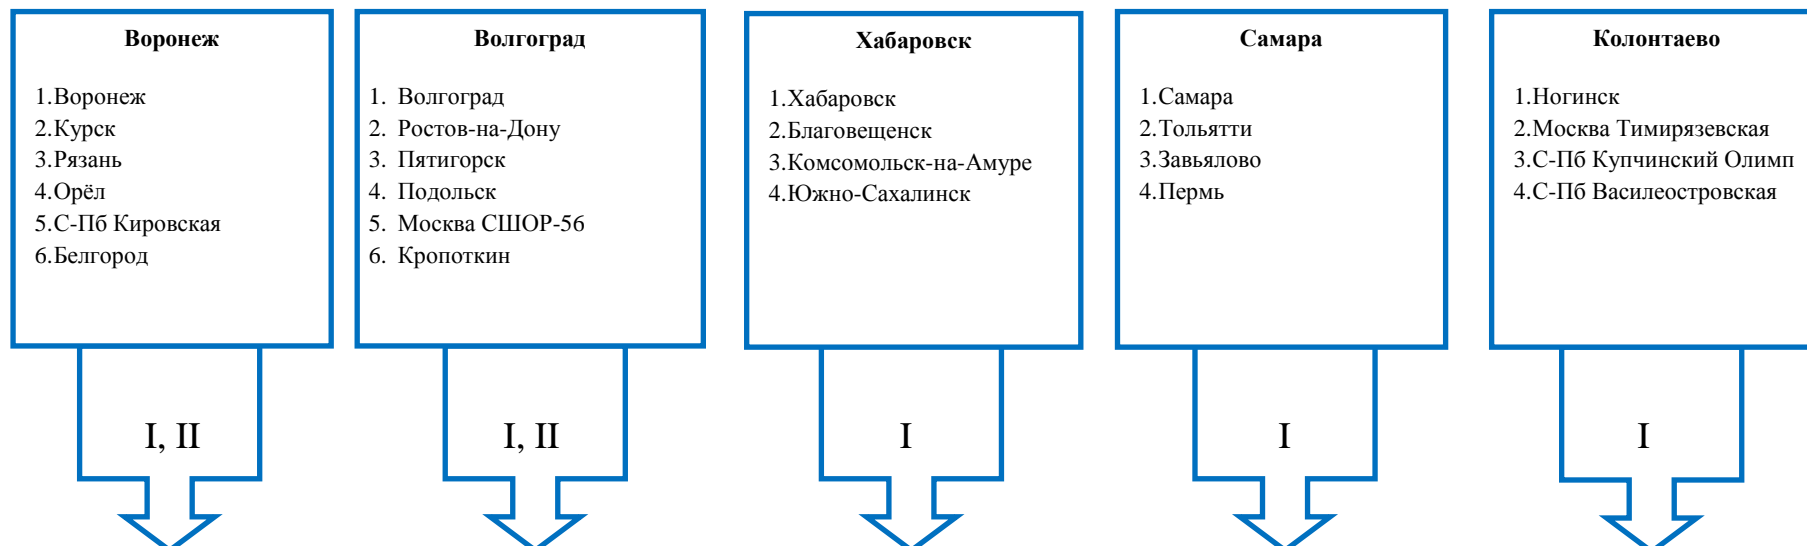 Воронеж
1.Воронеж
2.Курск
3.Рязань
4.Орёл
5.С-Пб Кировская
6.Белгород
I, II
Волгоград
1. Волгоград
2. Ростов-на-Дону
3. Пятигорск
4. Подольск
5. Москва СШОР-56
6. Кропоткин
I, II
Хабаровск
1.Хабаровск
2.Благовещенск
3.Комсомольск-на-Амуре
4.Южно-Сахалинск
I
Самара
1.Самара
2.Тольятти
3.Завьялово
4.Пермь
I
Колонтаево
1.Ногинск
2.Москва Тимирязевская
3.С-Пб Купчинский Олимп
4.С-Пб Василеостровская
I